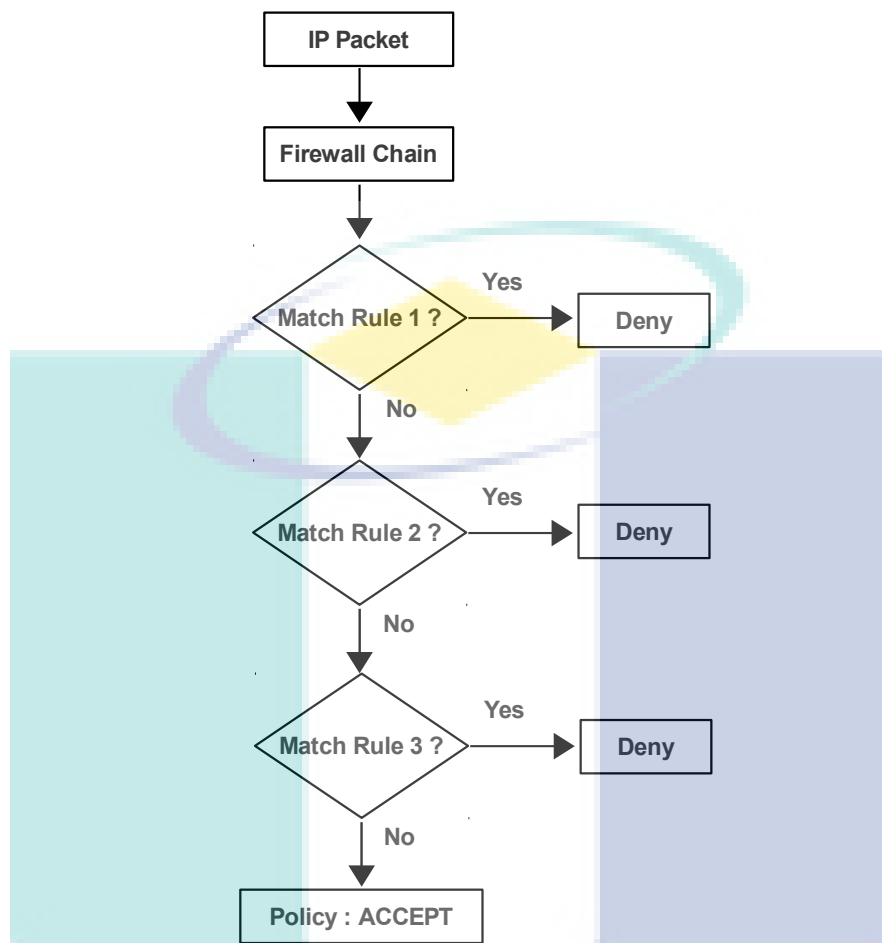 IP Packet
Firewall Chain
Match Rule 1 ?
Yes
Deny
No
Match Rule 2 ?
Yes
Deny
No
Match Rule 3 ?
Yes
Deny
No
Policy : ACCEPT